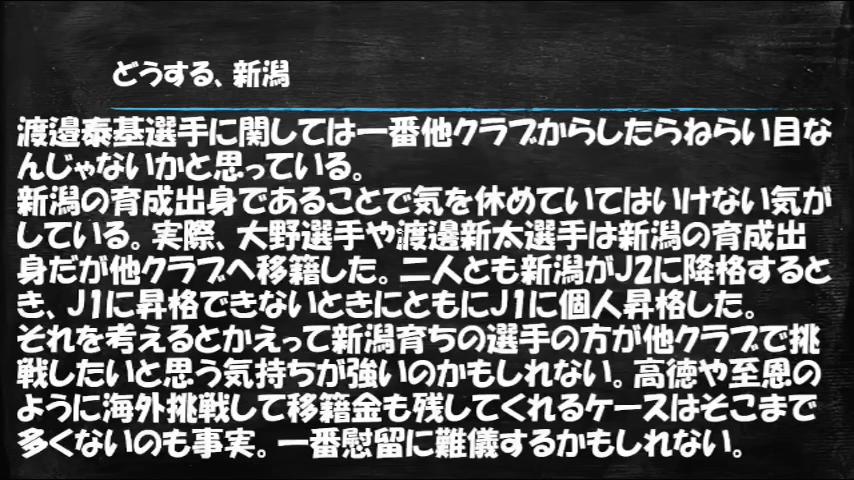 どうする、新潟
渡邉泰基選手に関しては一番他クラブからしたらねらい目な
んじゃないかと思っている。
新潟の育成出身であることで気を休めていてはいけない気が
している。実際、大野選手や渡邉新太選手は新潟の育成出
身だが他クラブへ移籍した。二人とも新潟がJ2に降格すると
き、J1に昇格できないときにともにJ1に個人昇格した。
それを考えるとかえって新潟育ちの選手の方が他クラブで挑
戦したいと思う気持ちが強いのかもしれない。高徳や至恩の
ように海外挑戦して移籍金も残してくれるケースはそこまで
多くないのも事実。一番慰留に難儀するかもしれない。